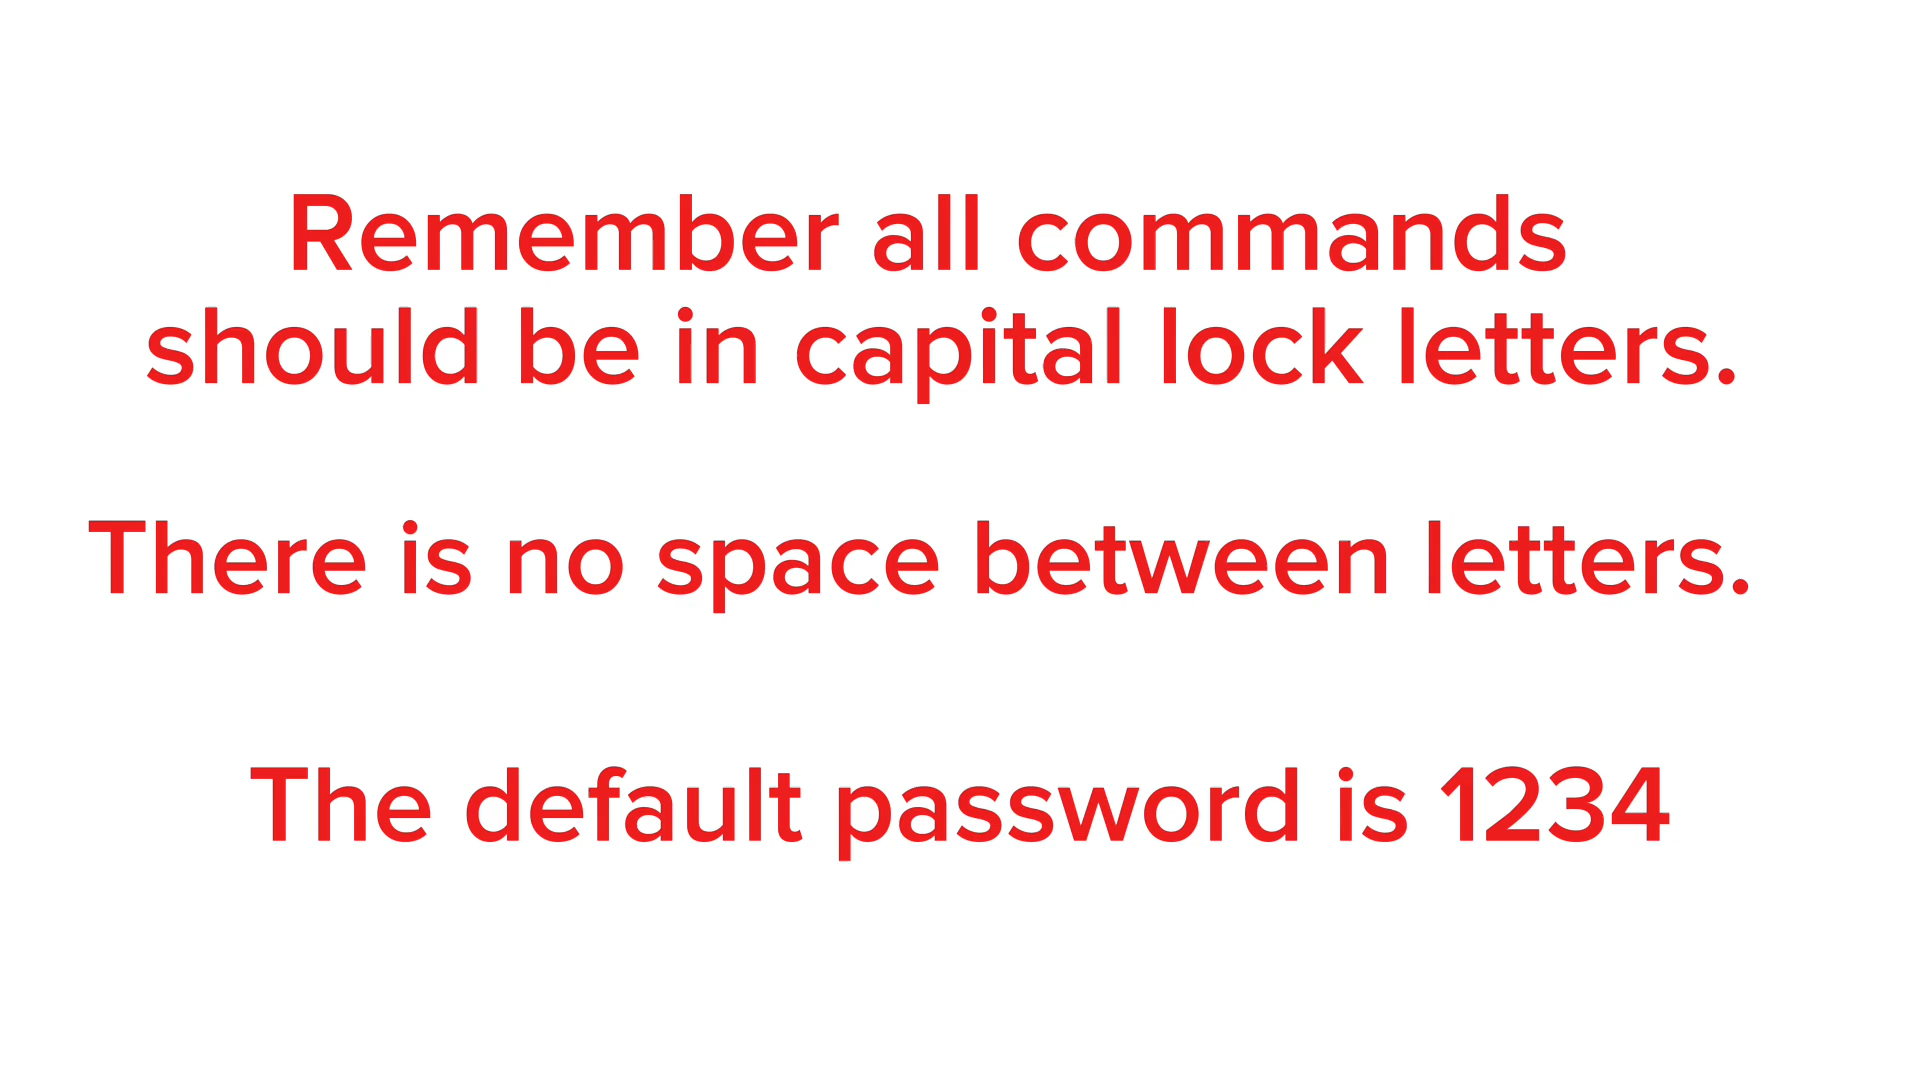 Remember all commands
should be in capital lock letters.
There is no space between letters.
The default password is 1234